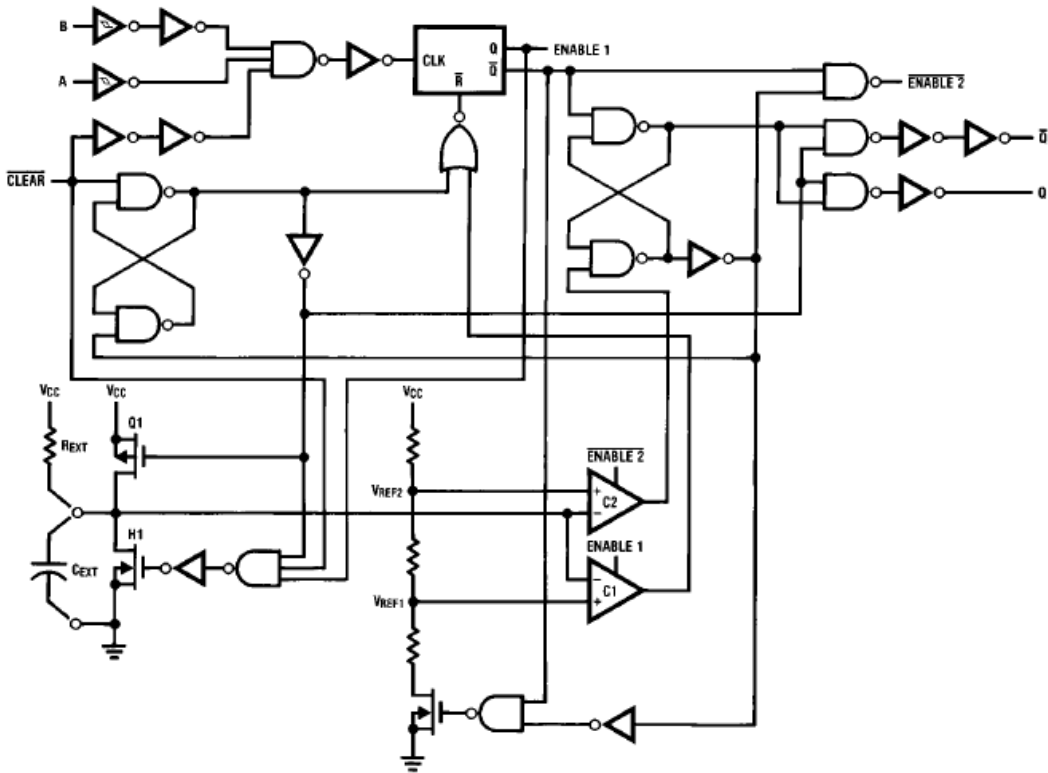 B
A
CLEAR
CLK
Q
Q̅
R̅
ENABLE 1
ENABLE 2
Q̅
Q
VCC
VCC
REXT
Q1
H1
CEXT
VCC
VREF2
VREF1
ENABLE 2
+
C2
−
ENABLE 1
−
C1
+